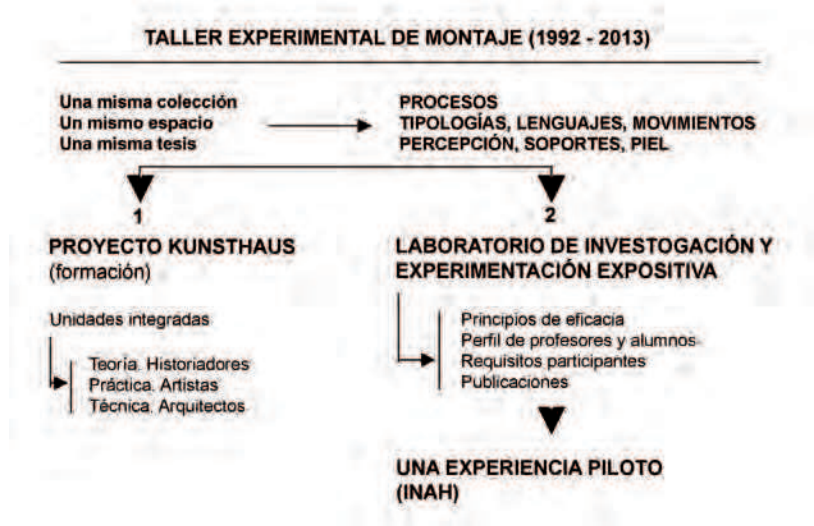 TALLER EXPERIMENTAL DE MONTAJE (1992 - 2013)
Una misma colección
Un mismo espacio
Una misma tesis
PROCESOS
TIPOLOGÍAS, LENGUAJES, MOVIMIENTOS
PERCEPCIÓN, SOPORTES, PIEL
1
PROYECTO KUNSTHAUS
(formación)
Unidades integradas
Teoría. Historiadores
Práctica. Artistas
Técnica. Arquitectos
2
LABORATORIO DE INVESTOGACIÓN Y
EXPERIMENTACIÓN EXPOSITIVA
Principios de eficacia
Perfil de profesores y alumnos
Requisitos participantes
Publicaciones
UNA EXPERIENCIA PILOTO
(INAH)